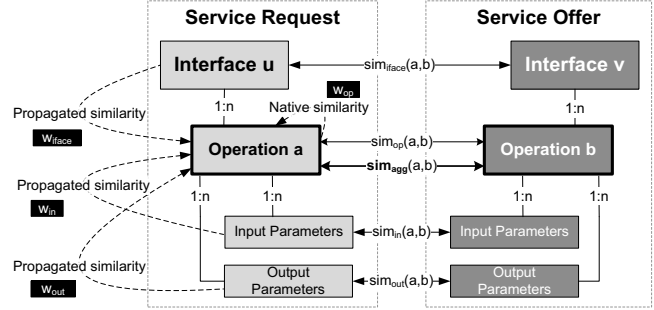 Service Request
Service Offer
Interface u
sim_iface(a,b)
Interface v
w_op
1:n
Native similarity
1:n
Propagated similarity
w_iface
Operation a
sim_op(a,b)
sim_agg(a,b)
Operation b
Propagated similarity
w_in
1:n
1:n
1:n
1:n
Input Parameters
sim_in(a,b)
Input Parameters
Propagated similarity
w_out
Output
Parameters
sim_out(a,b)
Output
Parameters